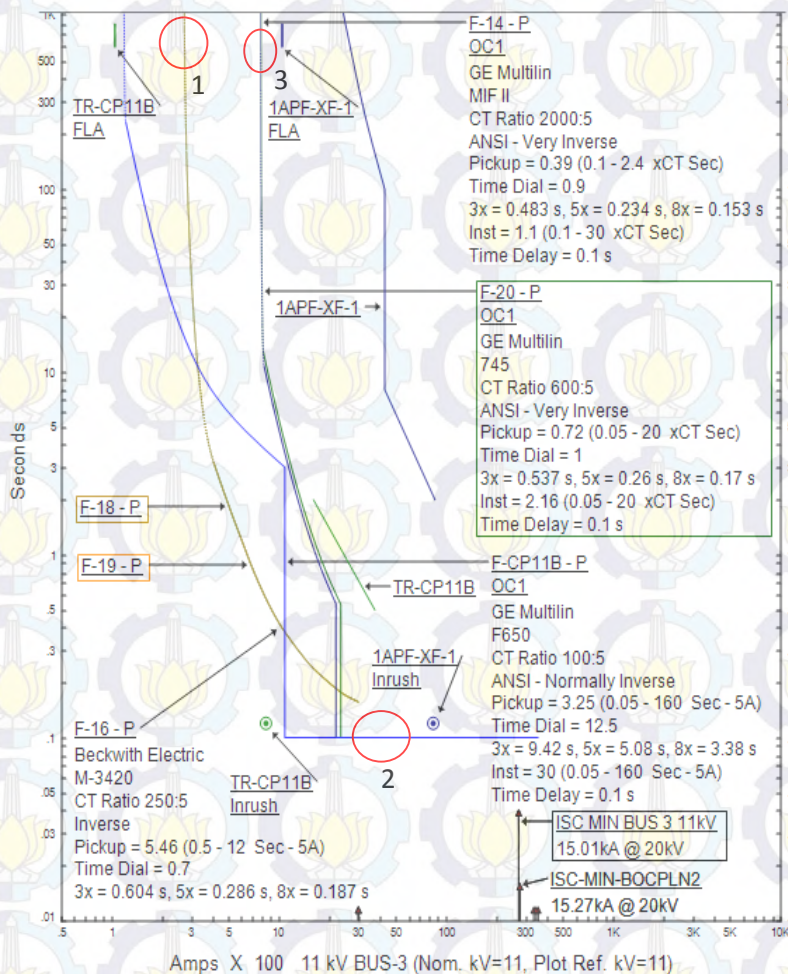 1K
500
300
100
50
30
10
5
3
1
.5
.3
.1
.05
.03
.01
Seconds
1
3
2
TR-CP11B
FLA
1APF-XF-1
FLA
F-14 - P
OC1
GE Multilin
MIF II
CT Ratio 2000:5
ANSI - Very Inverse
Pickup = 0.39 (0.1 - 2.4 xCT Sec)
Time Dial = 0.9
3x = 0.483 s, 5x = 0.234 s, 8x = 0.153 s
Inst = 1.1 (0.1 - 30 xCT Sec)
Time Delay = 0.1 s
1APF-XF-1
F-20 - P
OC1
GE Multilin
745
CT Ratio 600:5
ANSI - Very Inverse
Pickup = 0.72 (0.05 - 20 xCT Sec)
Time Dial = 1
3x = 0.537 s, 5x = 0.26 s, 8x = 0.17 s
Inst = 2.16 (0.05 - 20 xCT Sec)
Time Delay = 0.1 s
F-18 - P
F-19 - P
TR-CP11B
F-CP11B - P
OC1
GE Multilin
F650
CT Ratio 100:5
ANSI - Normally Inverse
Pickup = 3.25 (0.05 - 160 Sec - 5A)
Time Dial = 12.5
3x = 9.42 s, 5x = 5.08 s, 8x = 3.38 s
Inst = 30 (0.05 - 160 Sec - 5A)
Time Delay = 0.1 s
1APF-XF-1
Inrush
F-16 - P
Beckwith Electric
M-3420
CT Ratio 250:5
Inverse
Pickup = 5.46 (0.5 - 12 Sec - 5A)
Time Dial = 0.7
3x = 0.604 s, 5x = 0.286 s, 8x = 0.187 s
TR-CP11B
Inrush
ISC MIN BUS 3 11kV
15.01kA @ 20kV
ISC-MIN-BOCPLN2
15.27kA @ 20kV
.5 1 3 5 10 30 50 100 300 500 1K 3K 5K 10K
Amps X 100 11 kV BUS-3 (Nom. kV=11, Plot Ref. kV=11)